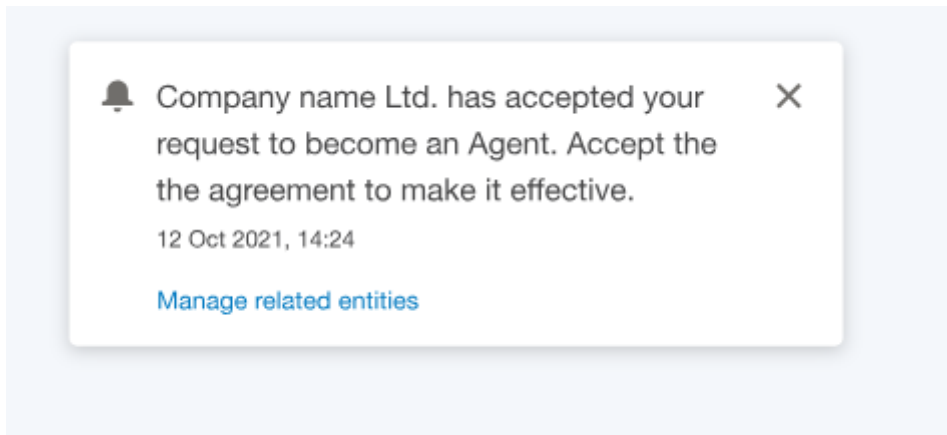 Company name Ltd. has accepted your
request to become an Agent. Accept the
the agreement to make it effective.
12 Oct 2021, 14:24
Manage related entities